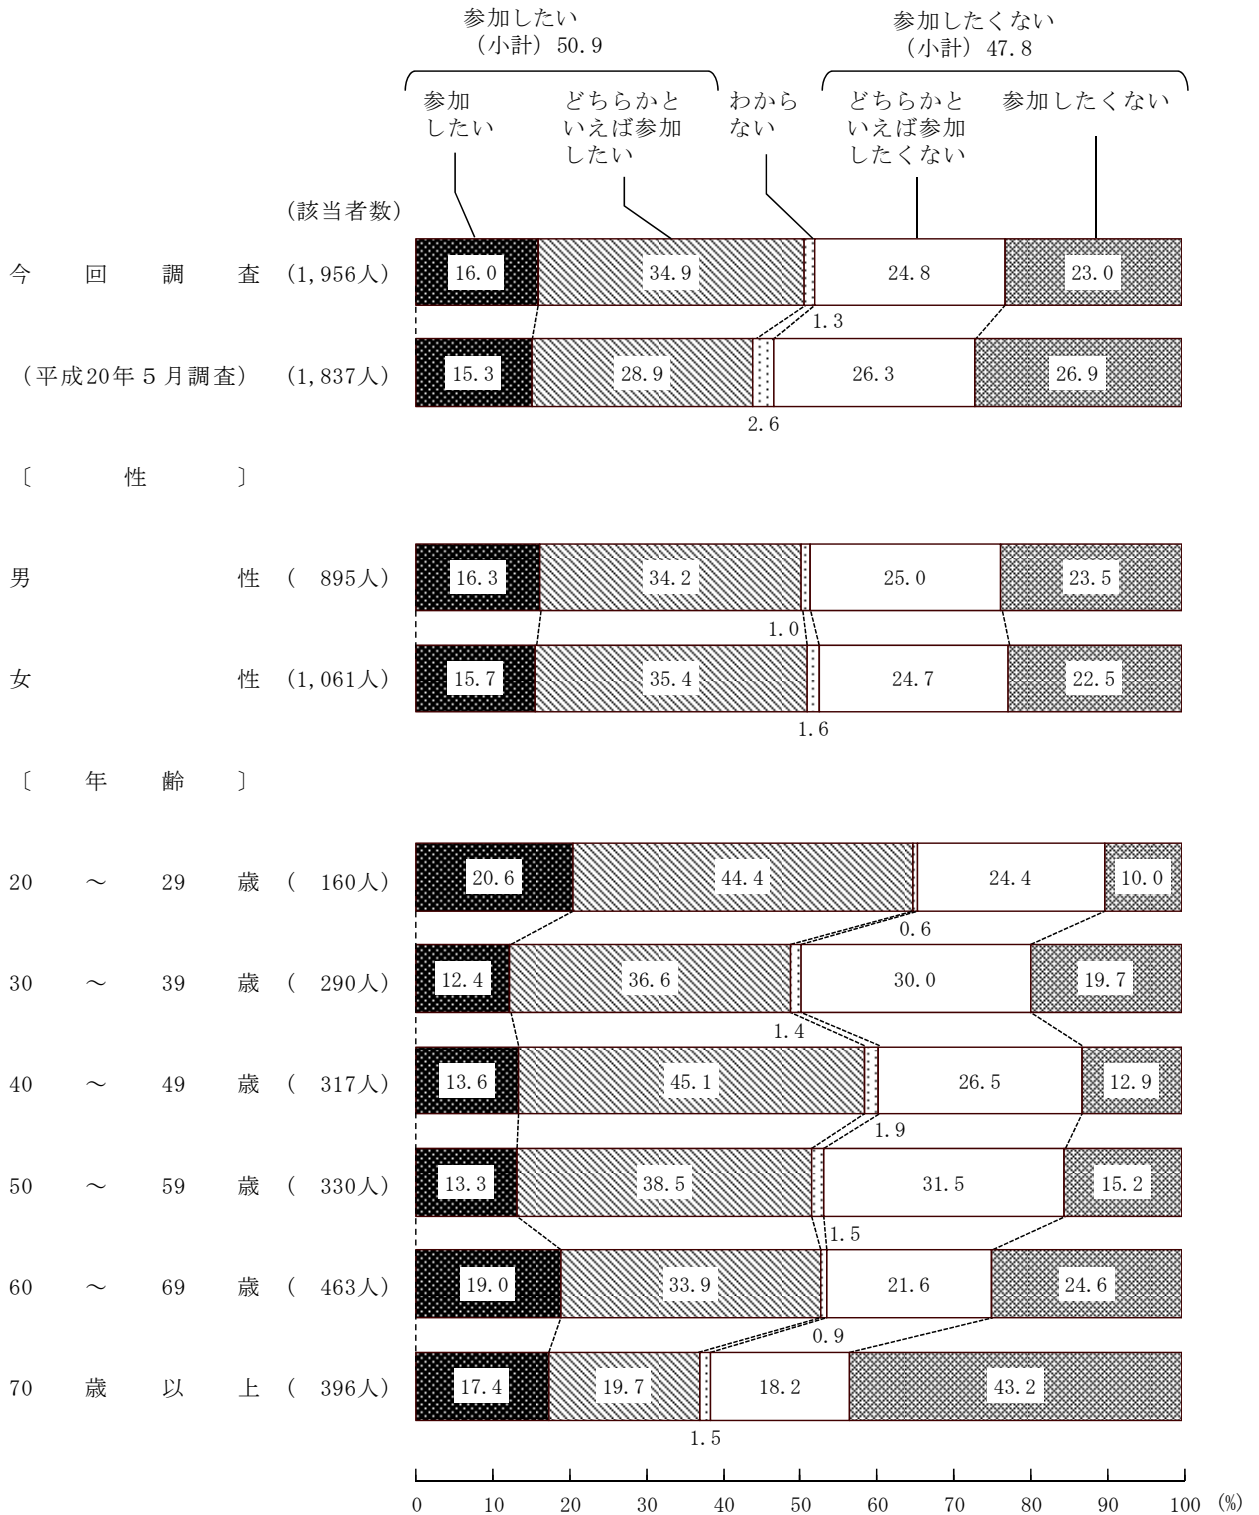 参加したい
（小計）50.9
参加したくない
（小計）47.8
参加
したい
どちらかと
いえば参加
したい
わから
ない
どちらかと
いえば参加
したくない
参加したくない
(該当者数)
今回調査 (1,956人) 16.0 34.9 24.8 23.0
1.3
（平成20年５月調査） (1,837人) 15.3 28.9 26.3 26.9
2.6
〔性〕
男性 ( 895人) 16.3 34.2 25.0 23.5
1.0
女性 (1,061人) 15.7 35.4 24.7 22.5
1.6
〔年齢〕
20～29歳 ( 160人) 20.6 44.4 24.4 10.0
0.6
30～39歳 ( 290人) 12.4 36.6 30.0 19.7
1.4
40～49歳 ( 317人) 13.6 45.1 26.5 12.9
1.9
50～59歳 ( 330人) 13.3 38.5 31.5 15.2
1.5
60～69歳 ( 463人) 19.0 33.9 21.6 24.6
0.9
70歳以上 ( 396人) 17.4 19.7 18.2 43.2
1.5
0 10 20 30 40 50 60 70 80 90 100 (%)